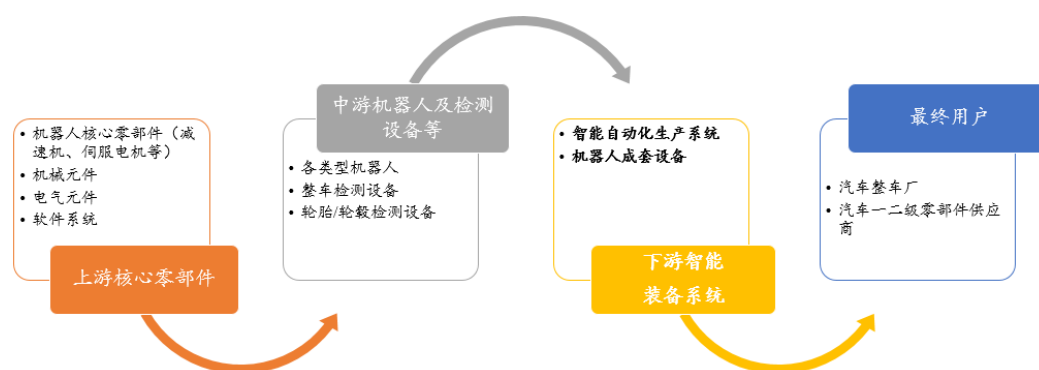 • 机器人核心零部件（减
速机、伺服电机等）
• 机械元件
• 电气元件
• 软件系统
上游核心零部件
中游机器人及检测
设备等
• 各类型机器人
• 整车检测设备
• 轮胎/轮毂检测设备
• 智能自动化生产系统
• 机器人成套设备
下游智能
装备系统
最终用户
• 汽车整车厂
• 汽车一二级零部件供应
商